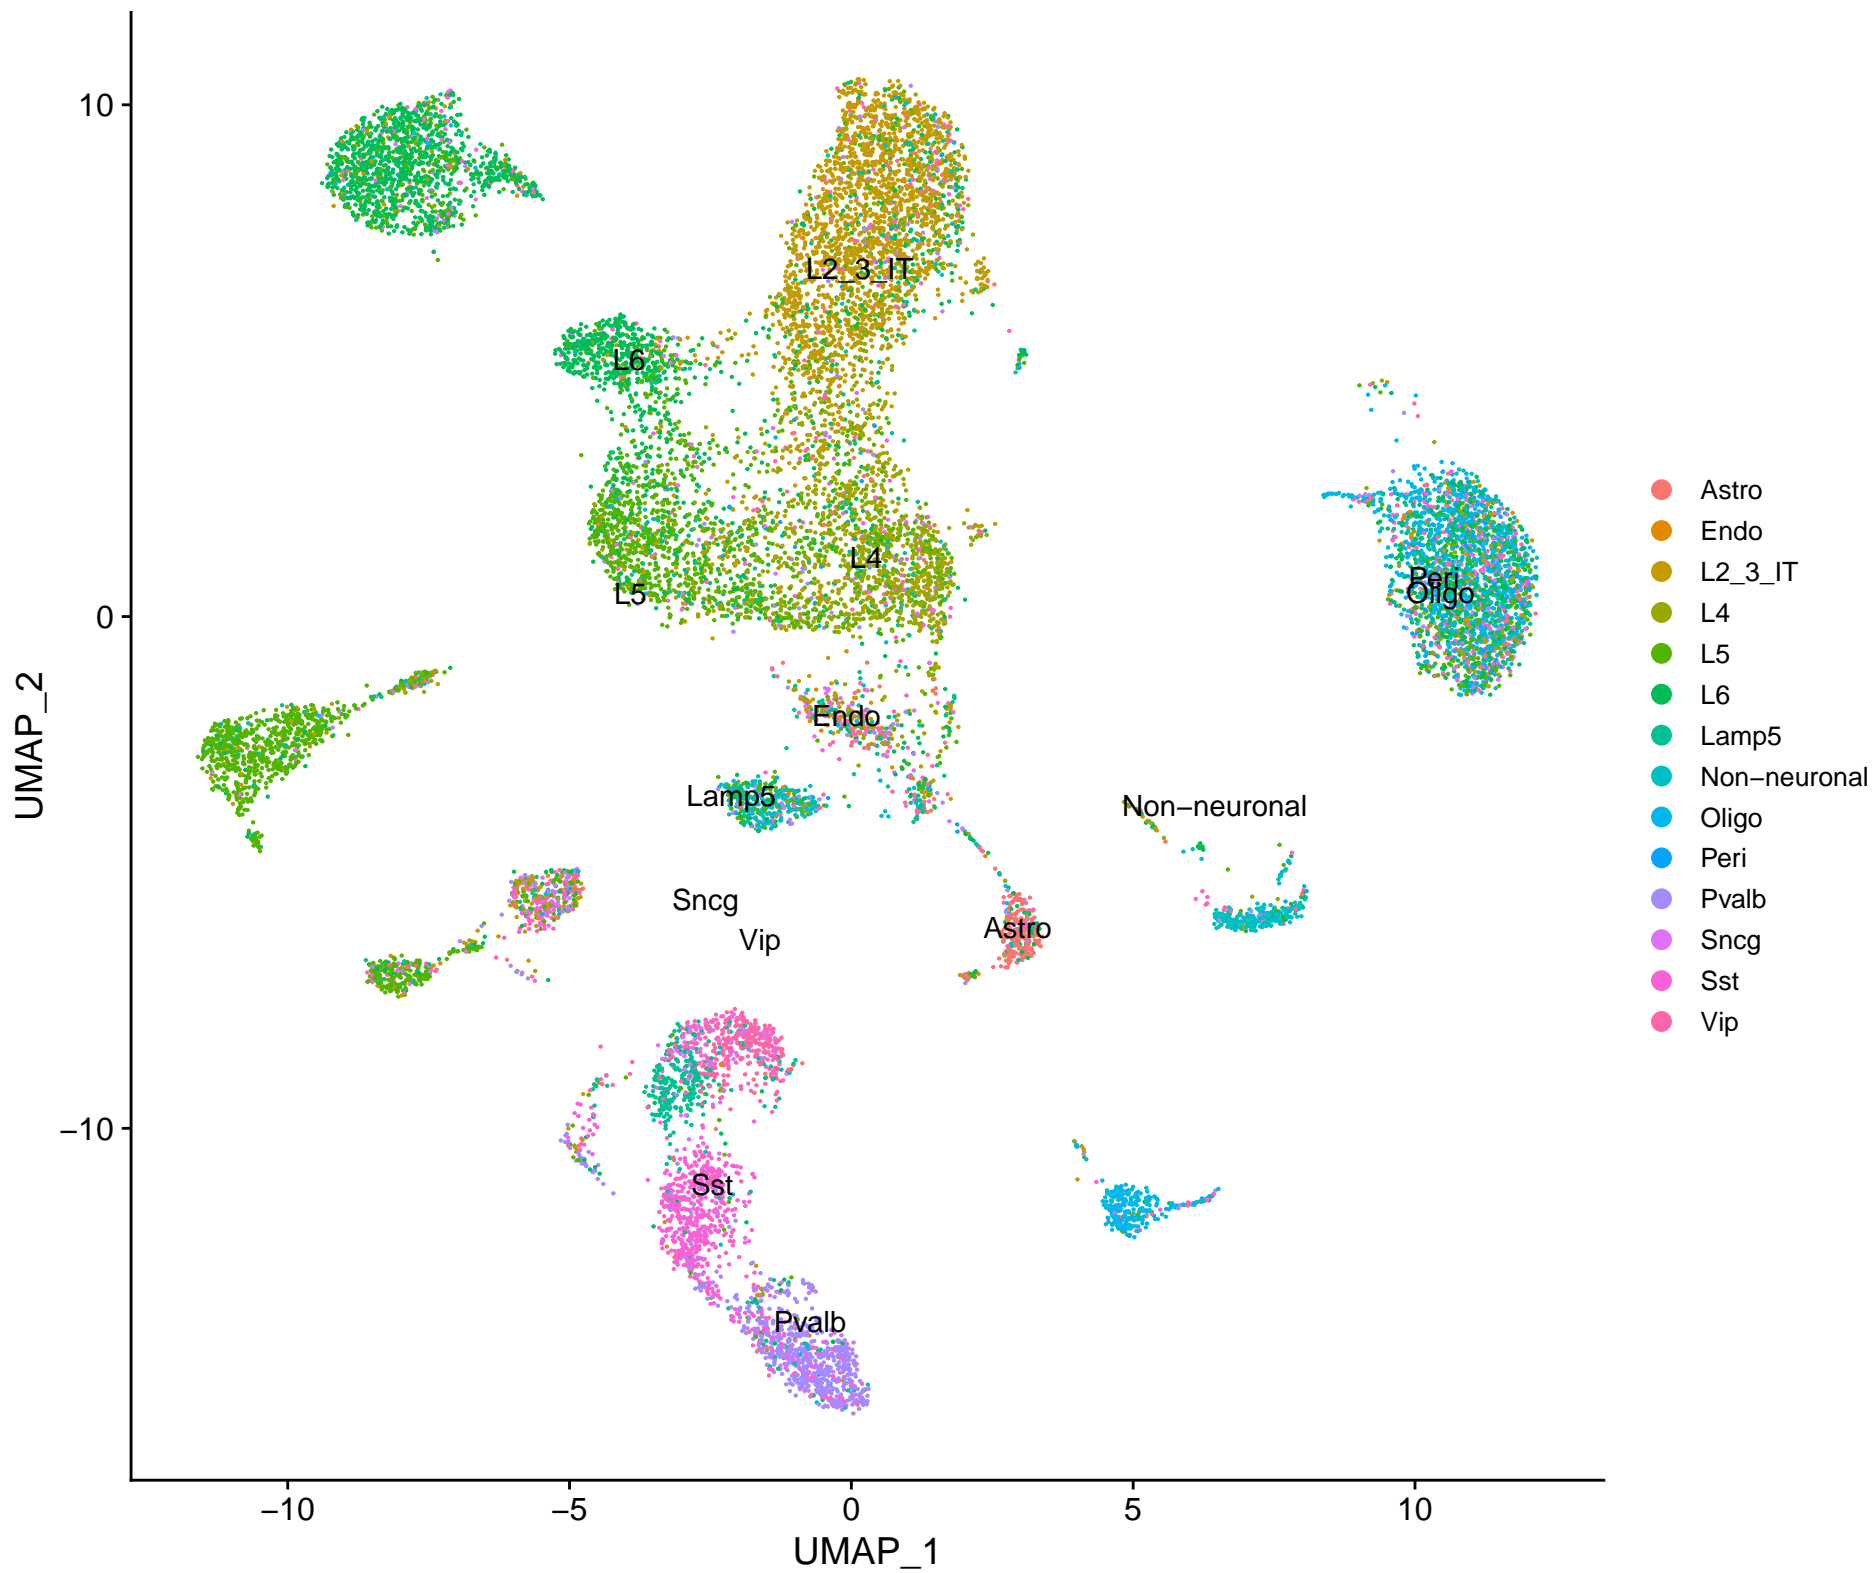 10
0
−10
UMAP_2
L2_3_IT
L6
L4
L5
Peri
Oligo
Endo
Lamp5
Non−neuronal
Sncg
Astro
Vip
Sst
Pvalb
−10
−5
0
5
10
UMAP_1
Astro
Endo
L2_3_IT
L4
L5
L6
Lamp5
Non−neuronal
Oligo
Peri
Pvalb
Sncg
Sst
Vip